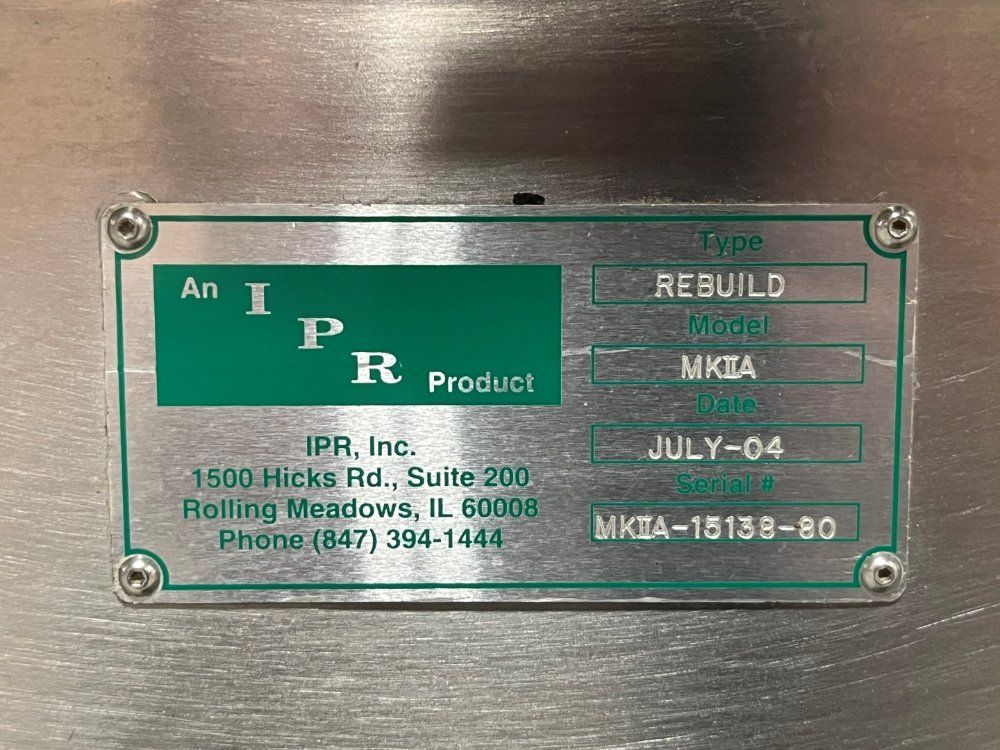 An I
P
R Product
IPR, Inc.
1500 Hicks Rd., Suite 200
Rolling Meadows, IL 60008
Phone (847) 394-1444
Type
REBUILD
Model
MKIIA
Date
JULY-04
Serial #
MKIIA-15138-80